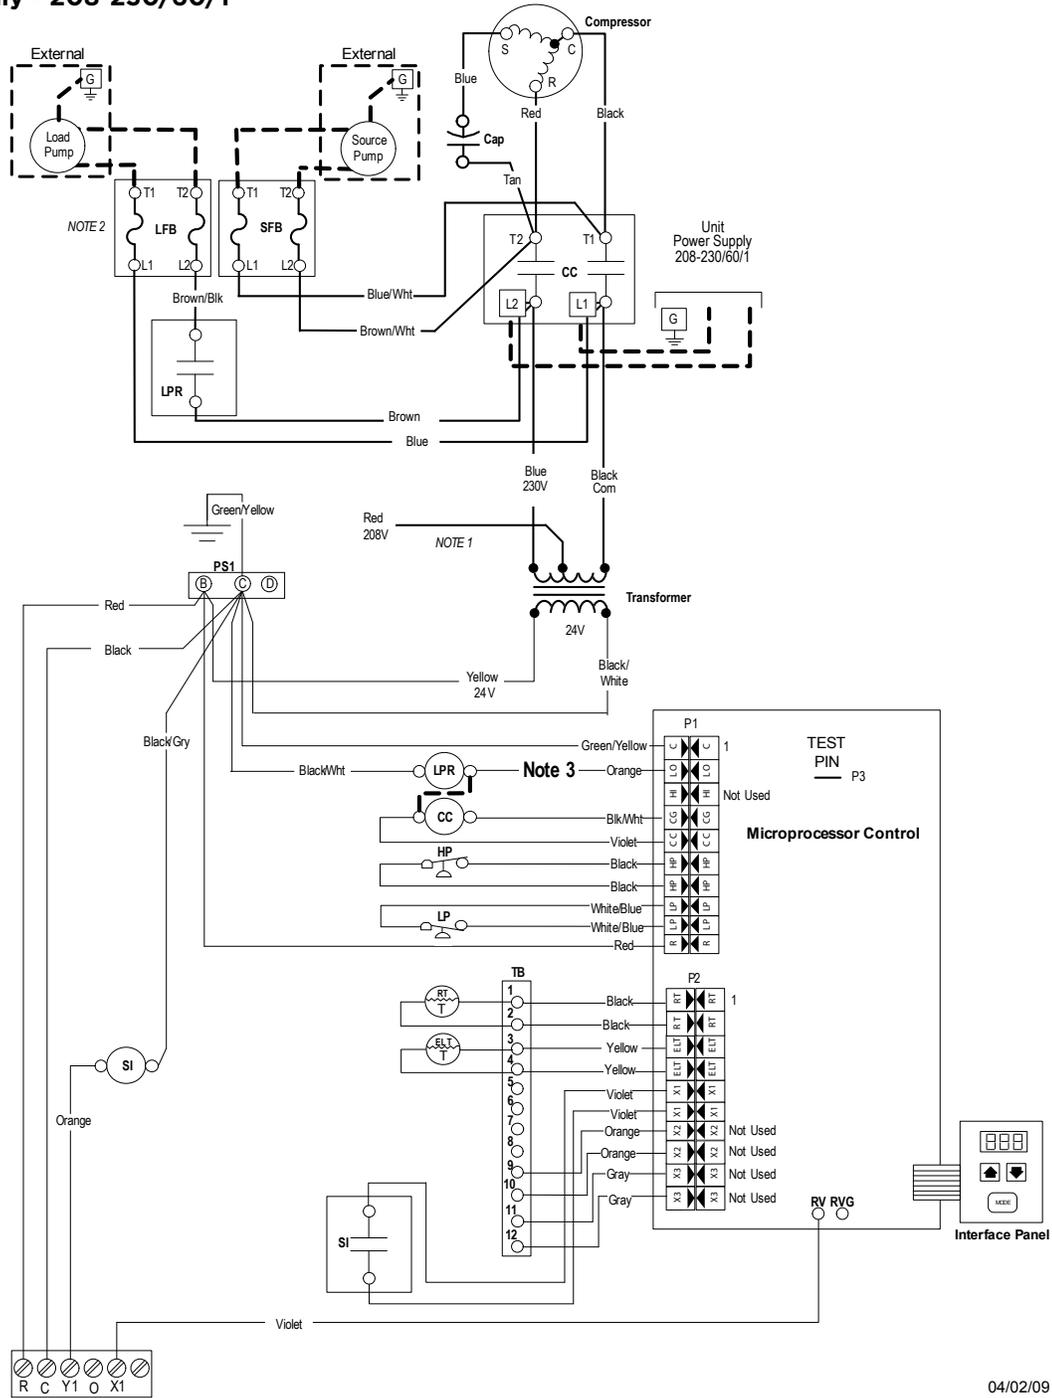 208-230/60/1
Compressor
External
External
G
G
S
C
R
Blue
Red
Black
Load
Pump
Source
Pump
Cap
Tan
T1
T2
T1
T2
NOTE 2
LFB
SFB
L1
L2
L1
L2
Unit
Power Supply
208-230/60/1
T2
T1
CC
Brown/Blk
Blue/Wht
L2
L1
G
Brown/Wht
LPR
Brown
Blue
Blue
230V
Black
Com
Green/Yellow
Red
208V
NOTE 1
PS1
B
C
D
Red
Transformer
24V
Black
Yellow
24V
Black/
White
Black/Gry
P1
Green/Yellow
C
C
1
TEST
PIN
P3
BlackWht
LPR
Note 3
Orange
LO
LO
HI
HI
Not Used
CC
Blk/Wht
CG
CG
Microprocessor Control
Violet
CC
CC
HP
Black
HP
HP
Black
HP
HP
White/Blue
LP
LP
LP
White/Blue
LP
LP
Red
R
R
TB
P2
RT
T
1
Black
RT
RT
1
2
Black
RT
RT
ELT
T
3
Yellow
ELT
ELT
4
Yellow
ELT
ELT
SI
5
Violet
X1
X1
6
Violet
X1
X1
Orange
7
Orange
X2
X2
Not Used
8
Orange
X2
X2
Not Used
9
Gray
X3
X3
Not Used
10
Gray
X3
X3
Not Used
11
12
RV RVG
MODE
Interface Panel
SI
Violet
R
C
Y1
O
X1
04/02/09